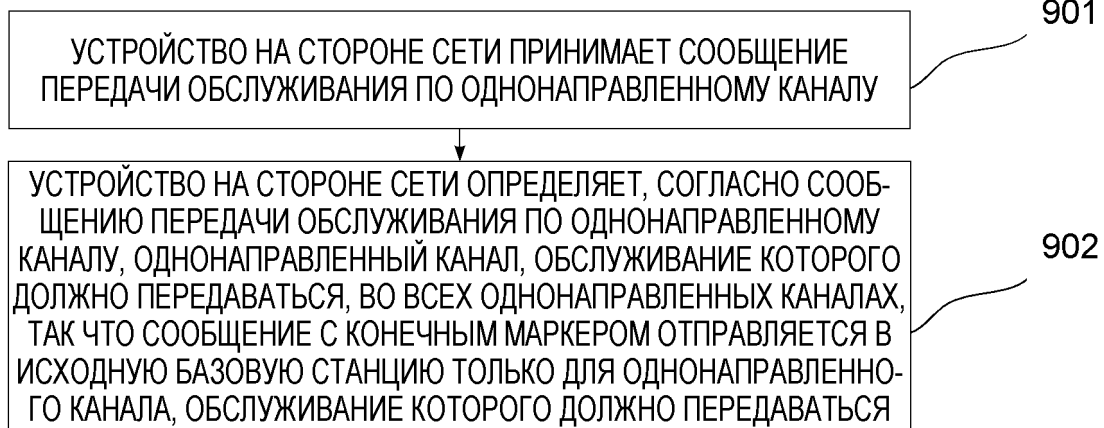 901
УСТРОЙСТВО НА СТОРОНЕ СЕТИ ПРИНИМАЕТ СООБЩЕНИЕ
ПЕРЕДАЧИ ОБСЛУЖИВАНИЯ ПО ОДНОНАПРАВЛЕННОМУ КАНАЛУ
УСТРОЙСТВО НА СТОРОНЕ СЕТИ ОПРЕДЕЛЯЕТ, СОГЛАСНО СООБ-
ЩЕНИЮ ПЕРЕДАЧИ ОБСЛУЖИВАНИЯ ПО ОДНОНАПРАВЛЕННОМУ
КАНАЛУ, ОДНОНАПРАВЛЕННЫЙ КАНАЛ, ОБСЛУЖИВАНИЕ КОТОРОГО
ДОЛЖНО ПЕРЕДАВАТЬСЯ, ВО ВСЕХ ОДНОНАПРАВЛЕННЫХ КАНАЛАХ,
ТАК ЧТО СООБЩЕНИЕ С КОНЕЧНЫМ МАРКЕРОМ ОТПРАВЛЯЕТСЯ В
ИСХОДНУЮ БАЗОВУЮ СТАНЦИЮ ТОЛЬКО ДЛЯ ОДНОНАПРАВЛЕННО-
ГО КАНАЛА, ОБСЛУЖИВАНИЕ КОТОРОГО ДОЛЖНО ПЕРЕДАВАТЬСЯ
902